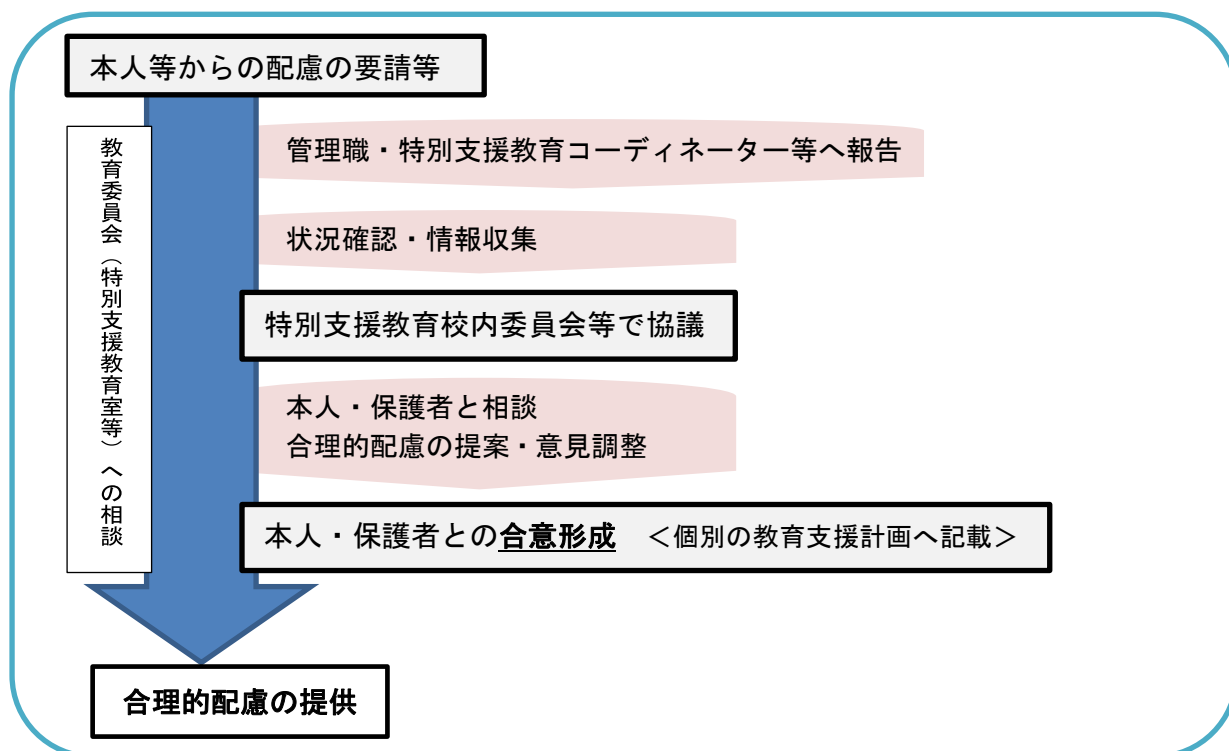 本人等からの配慮の要請等
管理職・特別支援教育コーディネーター等へ報告
状況確認・情報収集
特別支援教育校内委員会等で協議
本人・保護者と相談
合理的配慮の提案・意見調整
本人・保護者との合意形成　＜個別の教育支援計画へ記載＞
教育委員会（特別支援教育室等）への相談
合理的配慮の提供